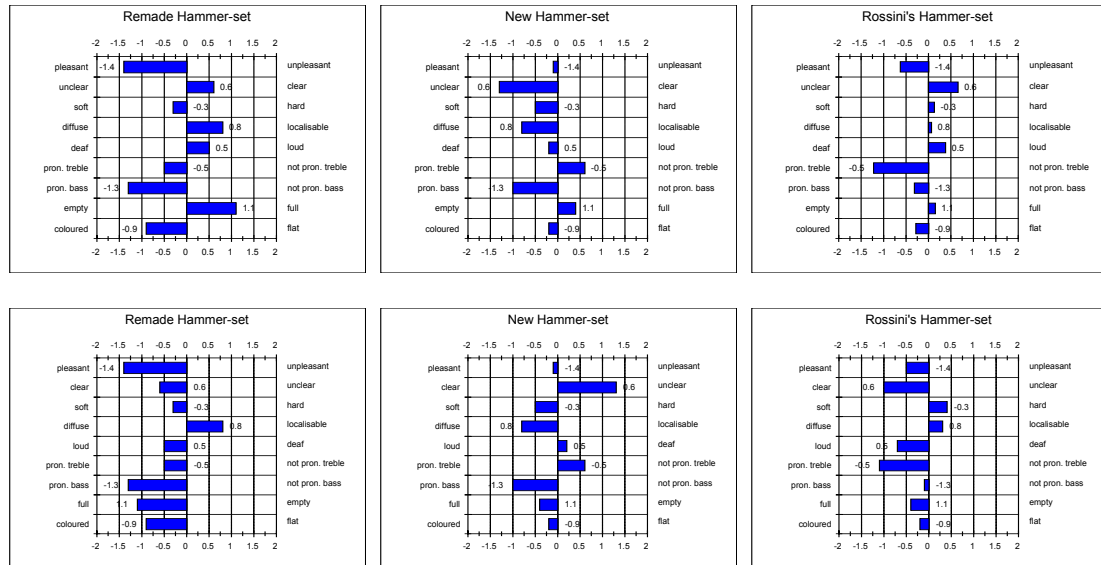 Remade Hammer-set
-2 -1.5 -1 -0.5 0 0.5 1 1.5 2
pleasant -1.4 unpleasant
unclear 0.6 clear
soft -0.3 hard
diffuse 0.8 localisable
deaf 0.5 loud
pron. treble -0.5 not pron. treble
pron. bass -1.3 not pron. bass
empty 1.1 full
coloured -0.9 flat
-2 -1.5 -1 -0.5 0 0.5 1 1.5 2
New Hammer-set
-2 -1.5 -1 -0.5 0 0.5 1 1.5 2
pleasant -1.4 unpleasant
unclear 0.6 clear
soft -0.3 hard
diffuse 0.8 localisable
deaf 0.5 loud
pron. treble -0.5 not pron. treble
pron. bass -1.3 not pron. bass
empty 1.1 full
coloured -0.9 flat
-2 -1.5 -1 -0.5 0 0.5 1 1.5 2
Rossini's Hammer-set
-2 -1.5 -1 -0.5 0 0.5 1 1.5 2
pleasant -1.4 unpleasant
unclear 0.6 clear
soft -0.3 hard
diffuse 0.8 localisable
deaf 0.5 loud
pron. treble -0.5 not pron. treble
pron. bass -1.3 not pron. bass
empty 1.1 full
coloured -0.9 flat
-2 -1.5 -1 -0.5 0 0.5 1 1.5 2
Remade Hammer-set
-2 -1.5 -1 -0.5 0 0.5 1 1.5 2
pleasant -1.4 unpleasant
clear 0.6 unclear
soft -0.3 hard
diffuse 0.8 localisable
loud 0.5 deaf
pron. treble -0.5 not pron. treble
pron. bass -1.3 not pron. bass
full 1.1 empty
coloured -0.9 flat
-2 -1.5 -1 -0.5 0 0.5 1 1.5 2
New Hammer-set
-2 -1.5 -1 -0.5 0 0.5 1 1.5 2
pleasant -1.4 unpleasant
clear 0.6 unclear
soft -0.3 hard
diffuse 0.8 localisable
loud 0.5 deaf
pron. treble -0.5 not pron. treble
pron. bass -1.3 not pron. bass
full 1.1 empty
coloured -0.9 flat
-2 -1.5 -1 -0.5 0 0.5 1 1.5 2
Rossini's Hammer-set
-2 -1.5 -1 -0.5 0 0.5 1 1.5 2
pleasant -1.4 unpleasant
clear 0.6 unclear
soft -0.3 hard
diffuse 0.8 localisable
loud 0.5 deaf
pron. treble -0.5 not pron. treble
pron. bass -1.3 not pron. bass
full 1.1 empty
coloured -0.9 flat
-2 -1.5 -1 -0.5 0 0.5 1 1.5 2